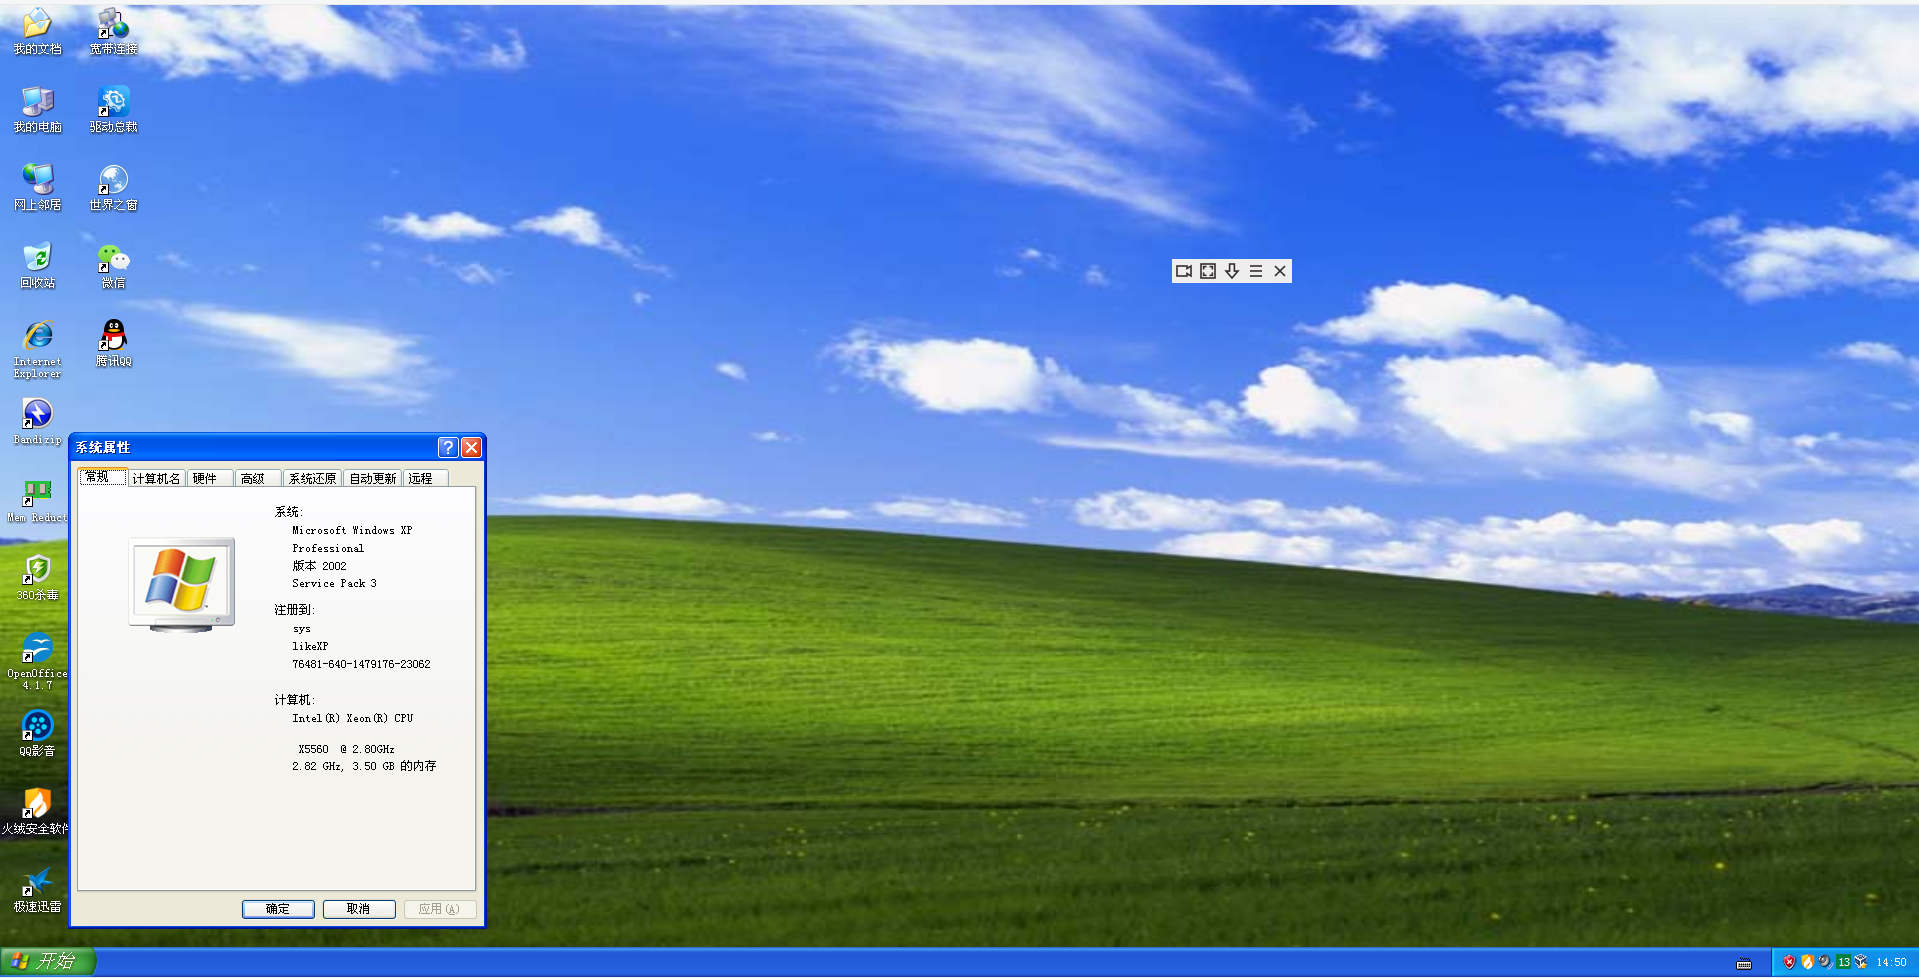 我的文档
宽带连接
我的电脑
驱动总裁
网上邻居
世界之窗
回收站
微信
Internet
Explorer
腾讯QQ
Bandizip
Mem Reduct
360杀毒
OpenOffice
4.1.7
QQ影音
火绒安全软件
极速迅雷
系统属性
常规 计算机名 硬件 高级 系统还原 自动更新 远程
系统:
Microsoft Windows XP
Professional
版本 2002
Service Pack 3
注册到:
sys
likeXP
76481-640-1479176-23062
计算机:
Intel(R) Xeon(R) CPU
X5560 @ 2.80GHz
2.82 GHz, 3.50 GB 的内存
确定 取消 应用(A)
开始
13 14:50